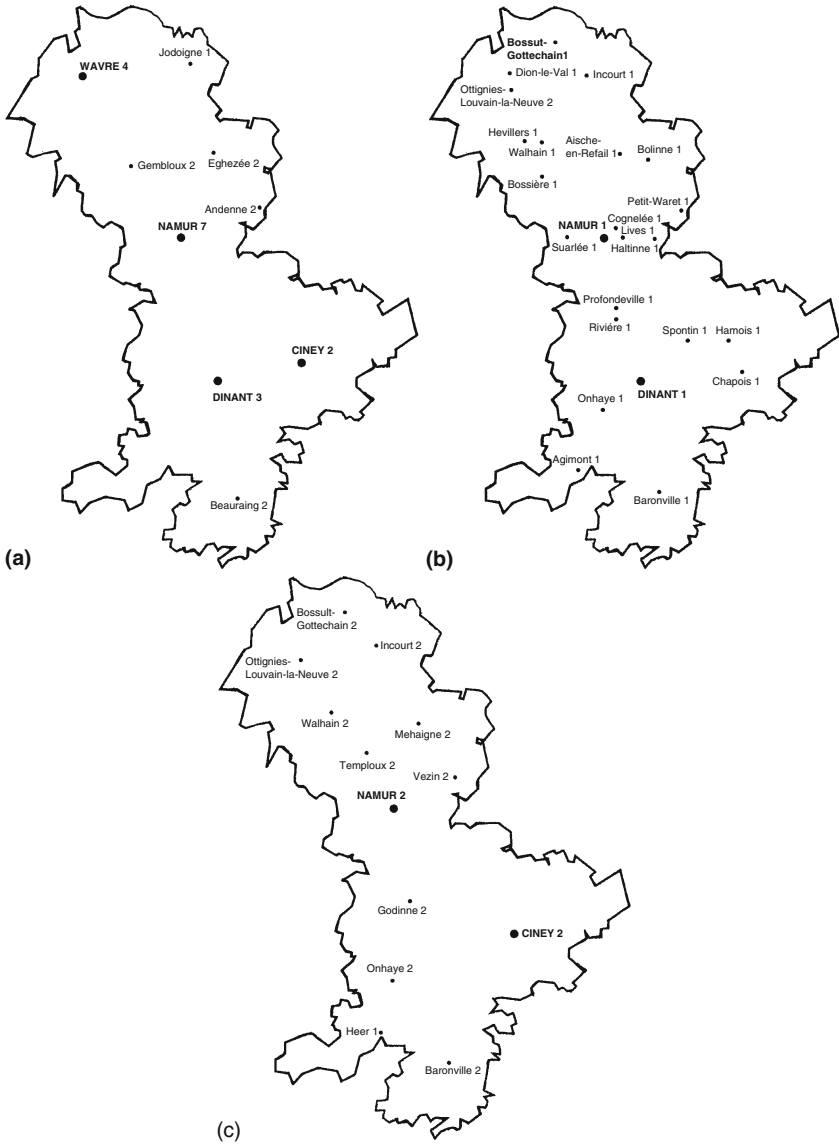 Jodoigne 1
WAVRE 4
Gembloux 2
Eghezée 2
Andenne 2
NAMUR 7
CINEY 2
DINANT 3
Beauraing 2
(a)
Bossut-
Gottechain1
Dion-le-Val 1
Incourt 1
Ottignies-
Louvain-la-Neuve 2
Hevillers 1
Walhain 1
Aische-
en-Refail 1
Bolinne 1
Bossière 1
Petit-Waret 1
Cognelée 1
NAMUR 1
Lives 1
Suarlée 1
Haltinne 1
Profondeville 1
Riviére 1
Spontin 1
Hamois 1
Chapois 1
DINANT 1
Onhaye 1
Agimont 1
Baronville 1
(b)
Bossult-
Gottechain 2
Incourt 2
Ottignies-
Louvain-la-Neuve 2
Walhain 2
Mehaigne 2
Temploux 2
Vezin 2
NAMUR 2
Godinne 2
CINEY 2
Onhaye 2
Heer 1
Baronville 2
(c)